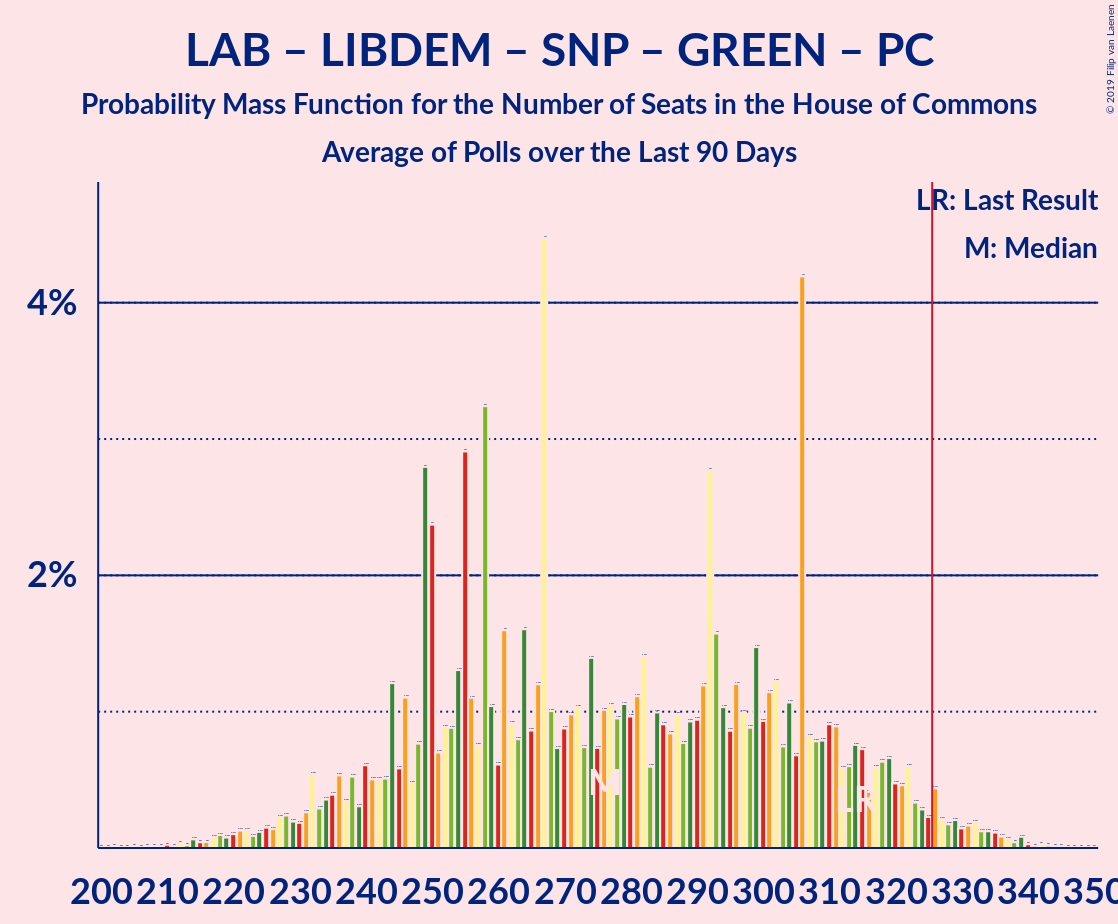 LAB – LIBDEM – SNP – GREEN – PC
Probability Mass Function for the Number of Seats in the House of Commons
Average of Polls over the Last 90 Days
© 2019 Filip van Laenen
LR: Last Result
M: Median
4%
2%
M
LR
200 210 220 230 240 250 260 270 280 290 300 310 320 330 340 350